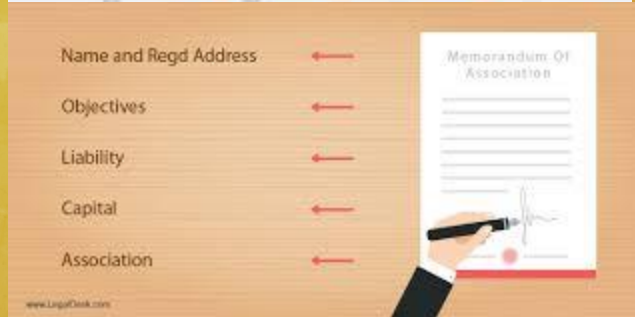 Name and Regd Address
Objectives
Liability
Capital
Association
Memorandum Of
Association
www.LegalDesk.com